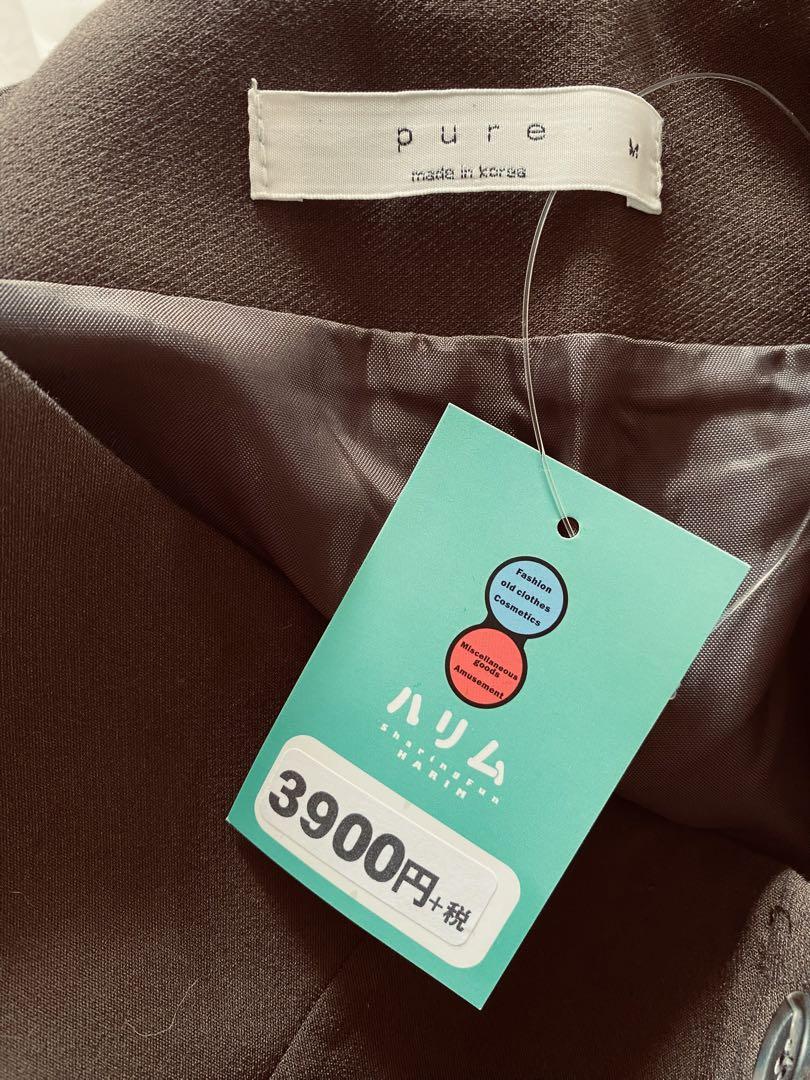 pure
M
made in korea
Fashion
old clothes
Cosmetics
Miscellaneous
goods
Amusement
ハリム
SharingFun
HARIM
3900円+税